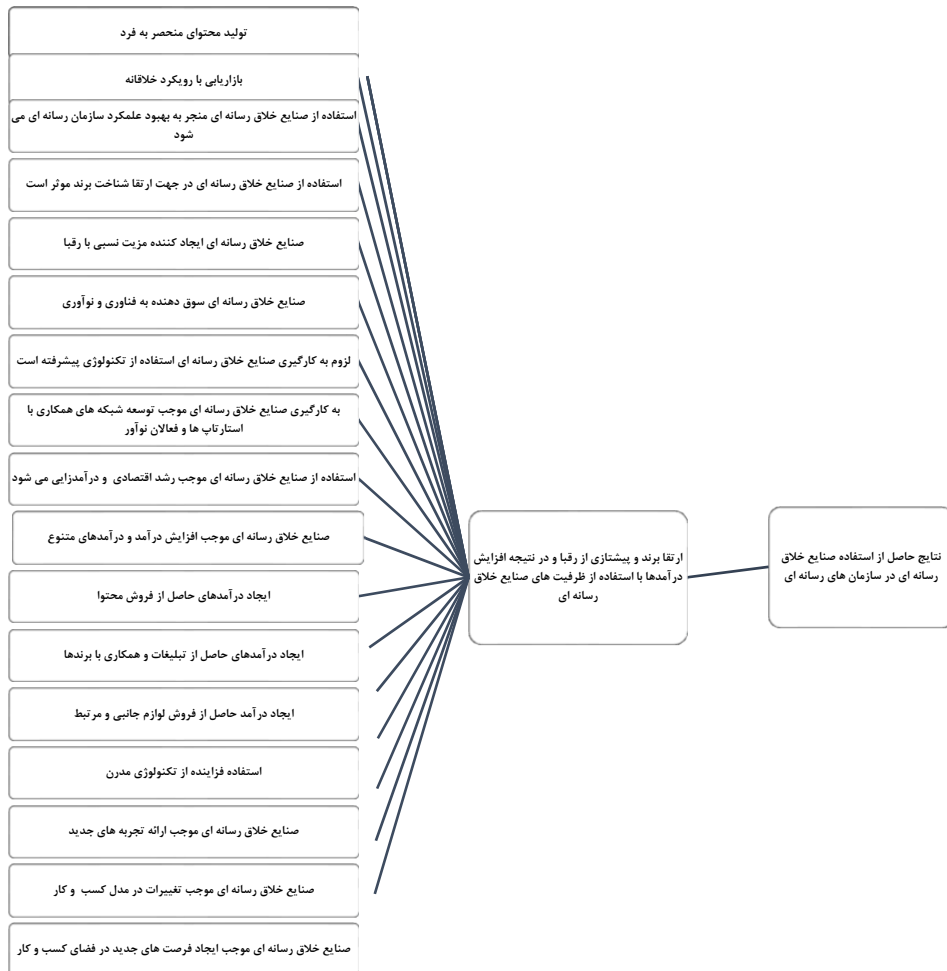 تولید محتوای منحصر به فرد
بازاریابی با رویکرد خلاقانه
استفاده از صنایع خلاق رسانه ای منجر به بهبود علمکرد سازمان رسانه ای می
شود
استفاده از صنایع خلاق رسانه ای در جهت ارتقا شناخت برند موثر است
صنایع خلاق رسانه ای ایجاد کننده مزیت نسبی با رقبا
صنایع خلاق رسانه ای سوق دهنده به فناوری و نوآوری
لزوم به کارگیری صنایع خلاق رسانه ای استفاده از تکنولوژی پیشرفته است
به کارگیری صنایع خلاق رسانه ای موجب توسعه شبکه های همکاری با
استارتاپ ها و فعالان نوآور
استفاده از صنایع خلاق رسانه ای موجب رشد اقتصادی و درآمدزایی می شود
صنایع خلاق رسانه ای موجب افزایش درآمد و درآمدهای متنوع
ایجاد درآمدهای حاصل از فروش محتوا
ایجاد درآمدهای حاصل از تبلیغات و همکاری با برندها
ایجاد درآمد حاصل از فروش لوازم جانبی و مرتبط
استفاده فزاینده از تکنولوژی مدرن
صنایع خلاق رسانه ای موجب ارائه تجربه های جدید
صنایع خلاق رسانه ای موجب تغییرات در مدل کسب و کار
صنایع خلاق رسانه ای موجب ایجاد فرصت های جدید در فضای کسب و کار
ارتقا برند و پیشتازی از رقبا و در نتیجه افزایش
درآمدها با استفاده از ظرفیت های صنایع خلاق
رسانه ای
نتایج حاصل از استفاده صنایع خلاق
رسانه ای در سازمان های رسانه ای